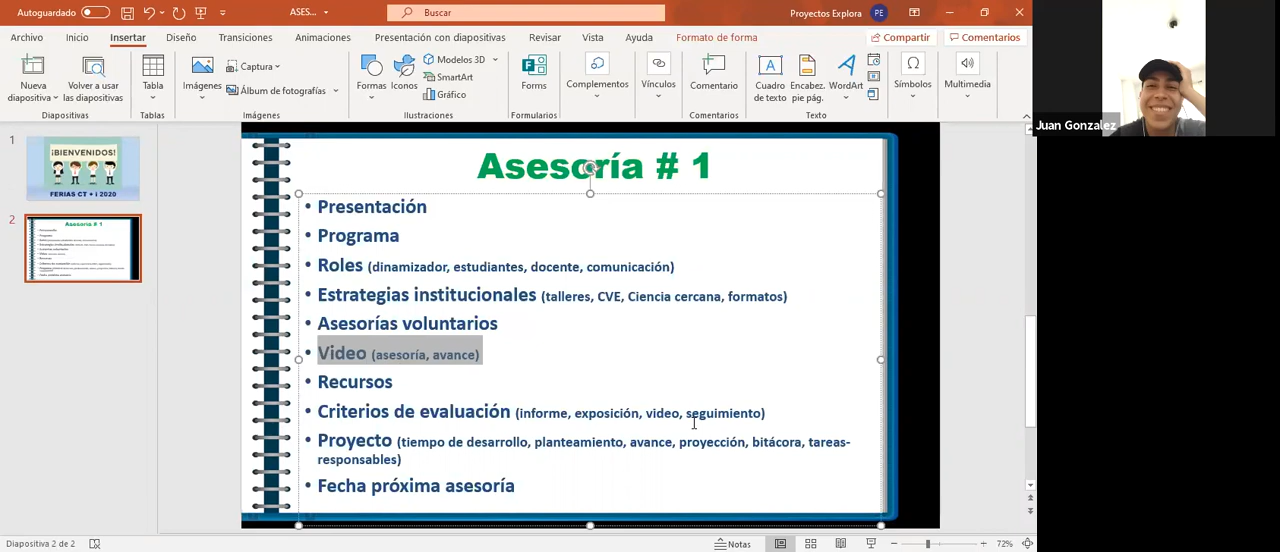 Autoguardado
ASES...
Buscar
Proyectos Explora
PE
Archivo
Inicio
Insertar
Diseño
Transiciones
Animaciones
Presentación con diapositivas
Revisar
Vista
Ayuda
Formato de forma
Compartir
Comentarios
Nueva diapositiva
Volver a usar las diapositivas
Tabla
Imágenes
Captura
Álbum de fotografías
Formas
Iconos
Modelos 3D
SmartArt
Gráfico
Forms
Complementos
Vínculos
Comentario
Cuadro de texto
Encabez. pie pág.
WordArt
Símbolos
Multimedia
Diapositivas
Imágenes
Ilustraciones
Formularios
Comentarios
Texto
Juan Gonzalez
1
¡BIENVENIDOS!
FERIAS CT + i 2020
2
Asesoría # 1
Asesoría # 1
• Presentación
• Programa
• Roles (dinamizador, estudiantes, docente, comunicación)
• Estrategias institucionales (talleres, CVE, Ciencia cercana, formatos)
• Asesorías voluntarios
• Video (asesoría, avance)
• Recursos
• Criterios de evaluación (informe, exposición, video, seguimiento)
• Proyecto (tiempo de desarrollo, planteamiento, avance, proyección, bitácora, tareas-
responsables)
• Fecha próxima asesoría
Diapositiva 2 de 2
Notas
72%